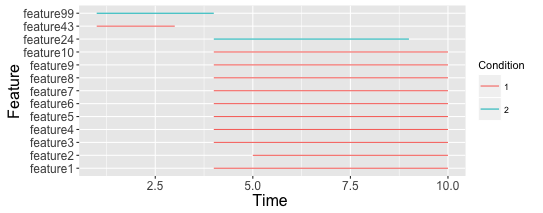 Feature
feature99
feature43
feature24
feature10
feature9
feature8
feature7
feature6
feature5
feature4
feature3
feature2
feature1
2.5 5.0 7.5 10.0
Time
Condition
1
2